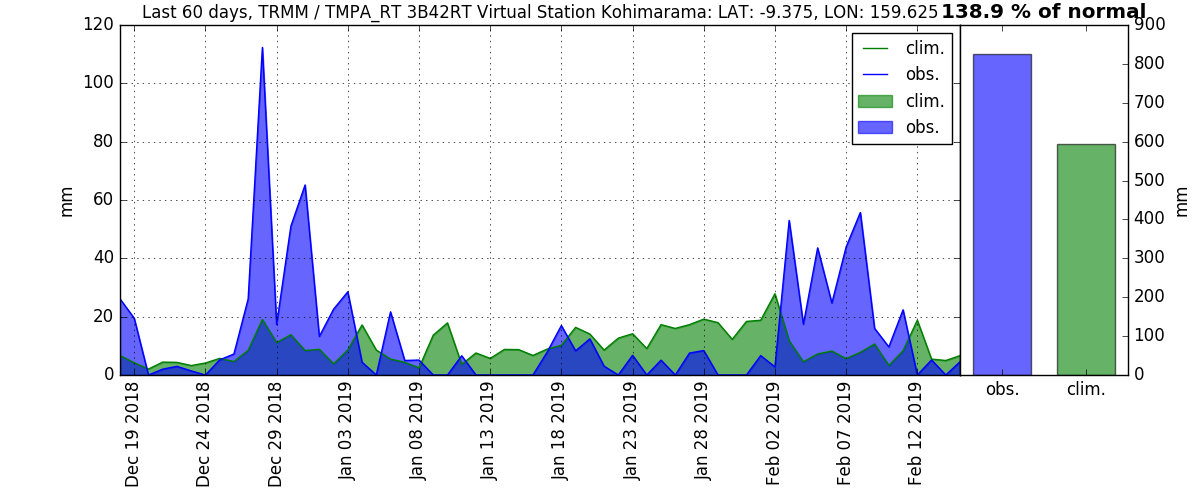 Last 60 days, TRMM / TMPA_RT 3B42RT Virtual Station Kohimarama: LAT: -9.375, LON: 159.625 138.9 % of normal
120
100
80
60
40
20
0
mm
clim.
obs.
clim.
obs.
900
800
700
600
500
400
300
200
100
0
mm
Dec 19 2018
Dec 24 2018
Dec 29 2018
Jan 03 2019
Jan 08 2019
Jan 13 2019
Jan 18 2019
Jan 23 2019
Jan 28 2019
Feb 02 2019
Feb 07 2019
Feb 12 2019
obs.
clim.